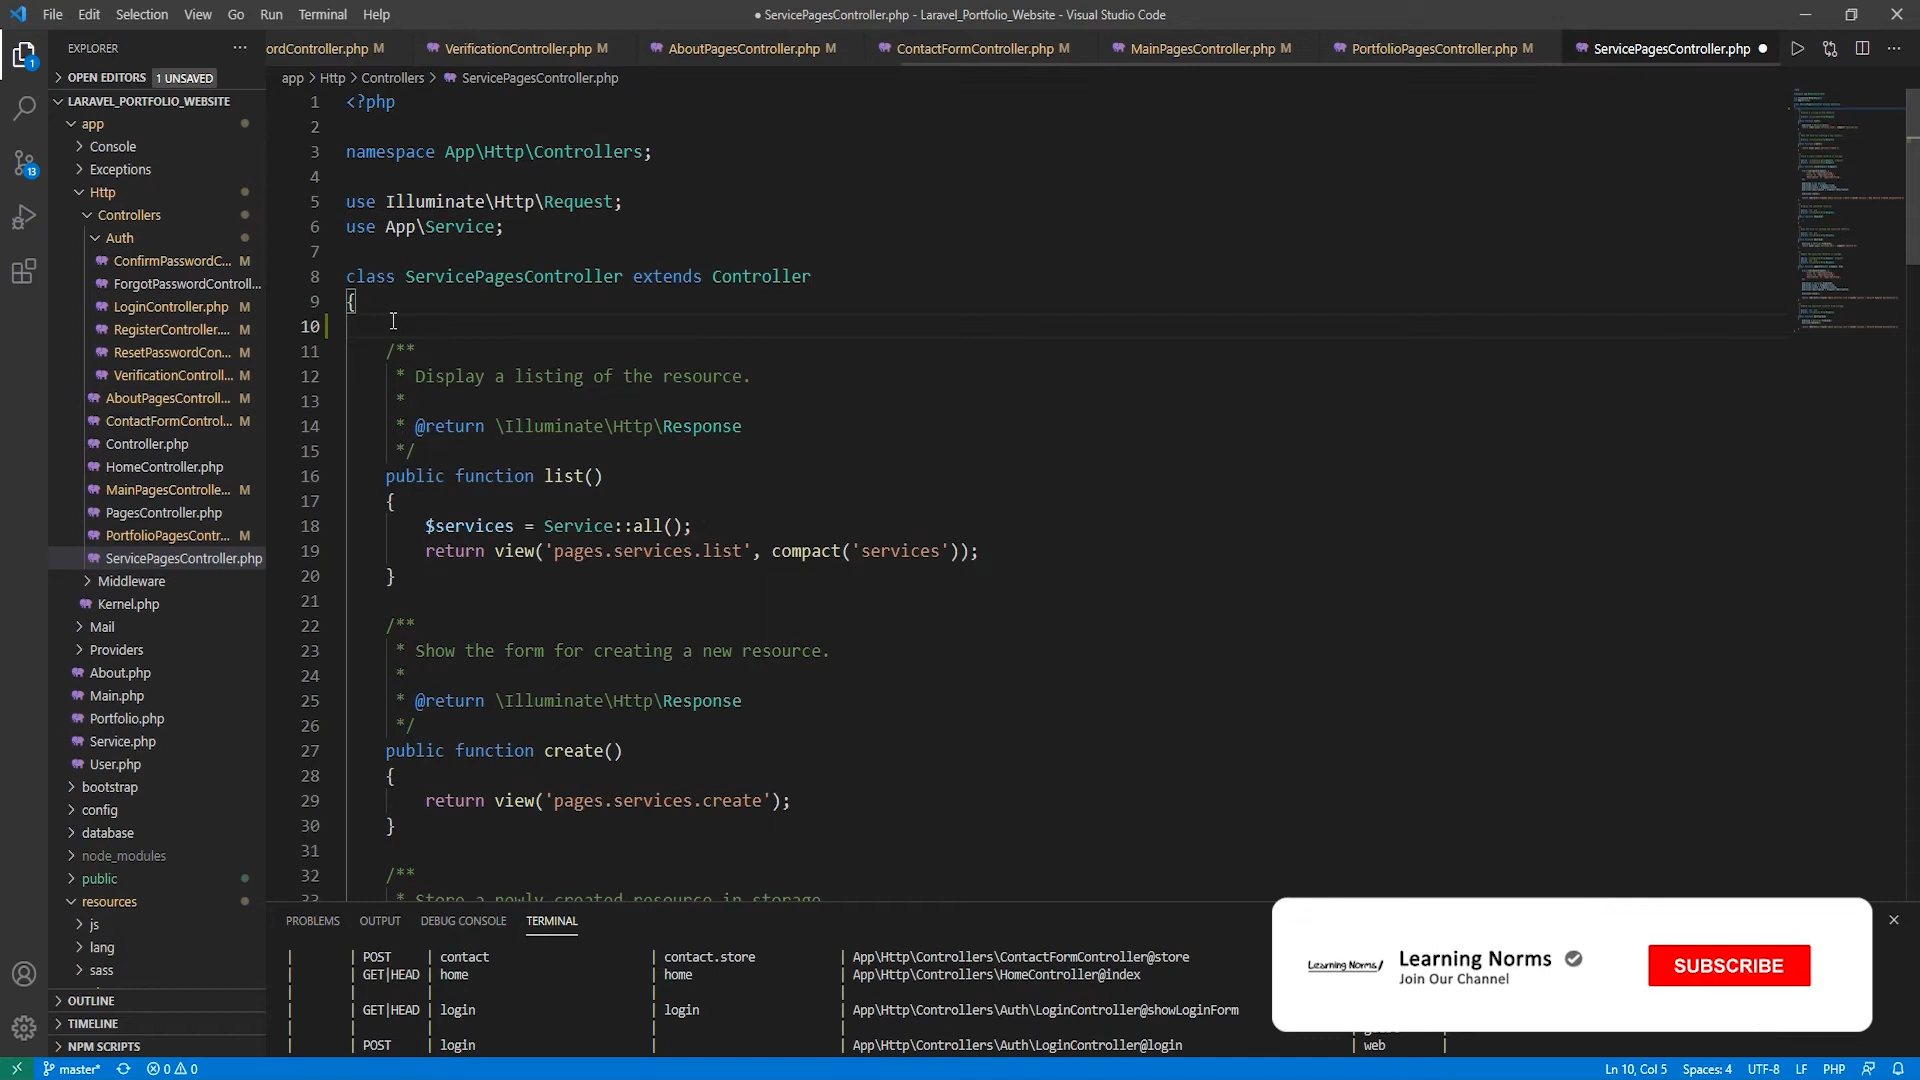 File Edit Selection View Go Run Terminal Help
● ServicePagesController.php - Laravel_Portfolio_Website - Visual Studio Code
EXPLORER
ordController.php M VerificationController.php M AboutPagesController.php M ContactFormController.php M MainPagesController.php M PortfolioPagesController.php M ServicePagesController.php
OPEN EDITORS 1 UNSAVED
app > Http > Controllers > ServicePagesController.php
LARAVEL_PORTFOLIO_WEBSITE
app
Console
Exceptions
Http
Controllers
Auth
ConfirmPasswordC... M
ForgotPasswordControll...
LoginController.php M
RegisterController.... M
ResetPasswordCon... M
VerificationControll... M
AboutPagesControll... M
ContactFormControl... M
Controller.php
HomeController.php
MainPagesControlle... M
PagesController.php
PortfolioPagesContr... M
ServicePagesController.php
Middleware
Kernel.php
Mail
Providers
About.php
Main.php
Portfolio.php
Service.php
User.php
bootstrap
config
database
node_modules
public
resources
js
lang
sass
OUTLINE
TIMELINE
NPM SCRIPTS
1
13
1 <?php
2
3 namespace App\Http\Controllers;
4
5 use Illuminate\Http\Request;
6 use App\Service;
7
8 class ServicePagesController extends Controller
9 {
10
11 /**
12 * Display a listing of the resource.
13 *
14 * @return \Illuminate\Http\Response
15 */
16 public function list()
17 {
18 $services = Service::all();
19 return view('pages.services.list', compact('services'));
20 }
21
22 /**
23 * Show the form for creating a new resource.
24 *
25 * @return \Illuminate\Http\Response
26 */
27 public function create()
28 {
29 return view('pages.services.create');
30 }
31
32 /**
33 * Store a newly created resource in storage
PROBLEMS OUTPUT DEBUG CONSOLE TERMINAL
| | POST | contact | contact.store | App\Http\Controllers\ContactFormController@store
| | GET|HEAD | home | home | App\Http\Controllers\HomeController@index
| | | | |
| | GET|HEAD | login | login | App\Http\Controllers\Auth\LoginController@showLoginForm
| | | | |
| | POST | login | | App\Http\Controllers\Auth\LoginController@login | web |
Learning Norms
Learning Norms
Join Our Channel
SUBSCRIBE
master* 0 0 Ln 10, Col 5 Spaces: 4 UTF-8 LF PHP